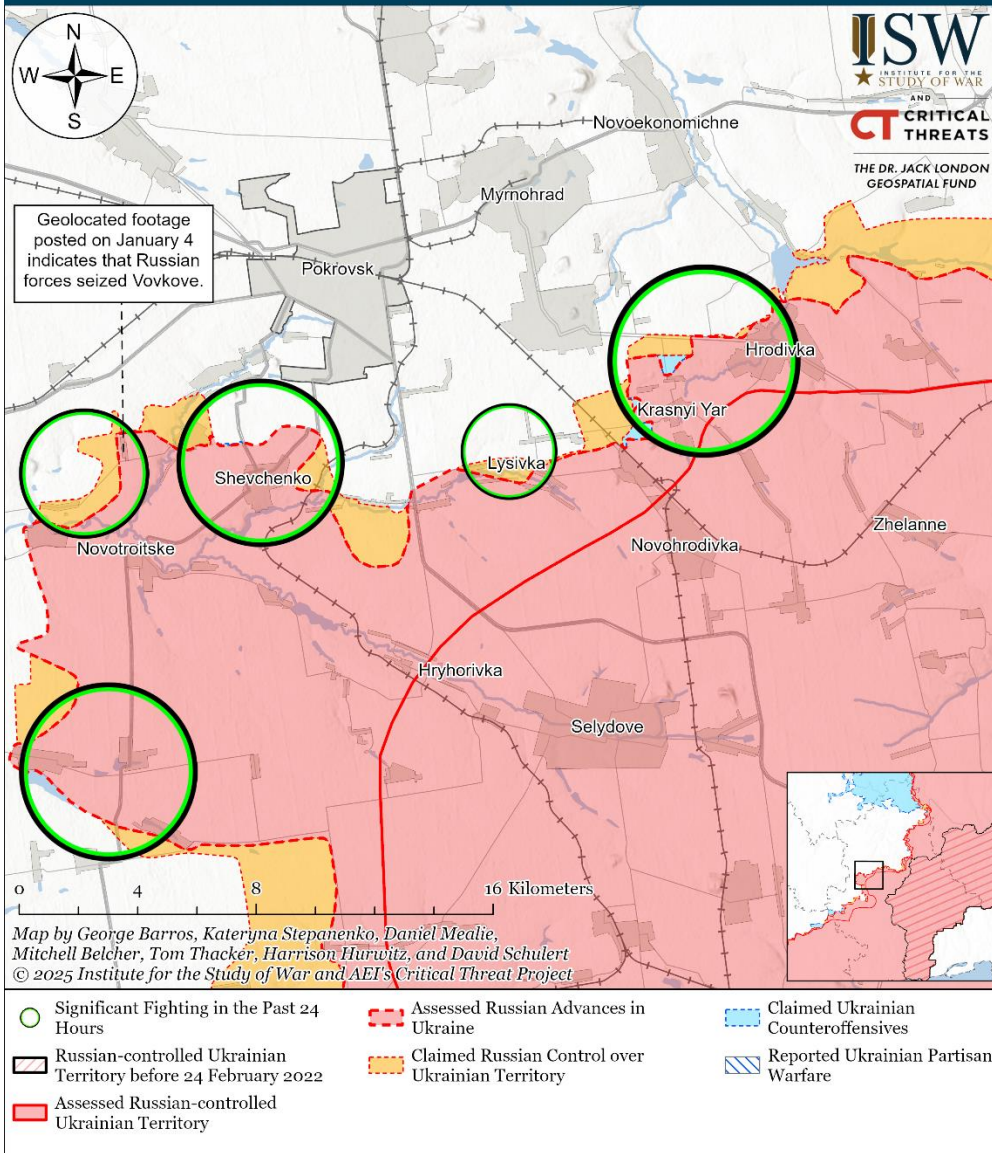 N
W E
S
ISW
INSTITUTE FOR THE
STUDY OF WAR
AND
CT CRITICAL
THREATS
THE DR. JACK LONDON
GEOSPATIAL FUND
Novoekonomichne
Myrnohrad
Geolocated footage
posted on January 4
indicates that Russian
forces seized Vovkove.
Pokrovsk
Hrodivka
Krasnyi Yar
Lysivka
Shevchenko
Zhelanne
Novotroitske
Novohrodivka
Hryhorivka
Selydove
0 4 8 16 Kilometers
Map by George Barros, Kateryna Stepanenko, Daniel Mealie,
Mitchell Belcher, Tom Thacker, Harrison Hurwitz, and David Schulert
© 2025 Institute for the Study of War and AEI's Critical Threat Project
Significant Fighting in the Past 24
Hours
Russian-controlled Ukrainian
Territory before 24 February 2022
Assessed Russian-controlled
Ukrainian Territory
Assessed Russian Advances in
Ukraine
Claimed Russian Control over
Ukrainian Territory
Claimed Ukrainian
Counteroffensives
Reported Ukrainian Partisan
Warfare